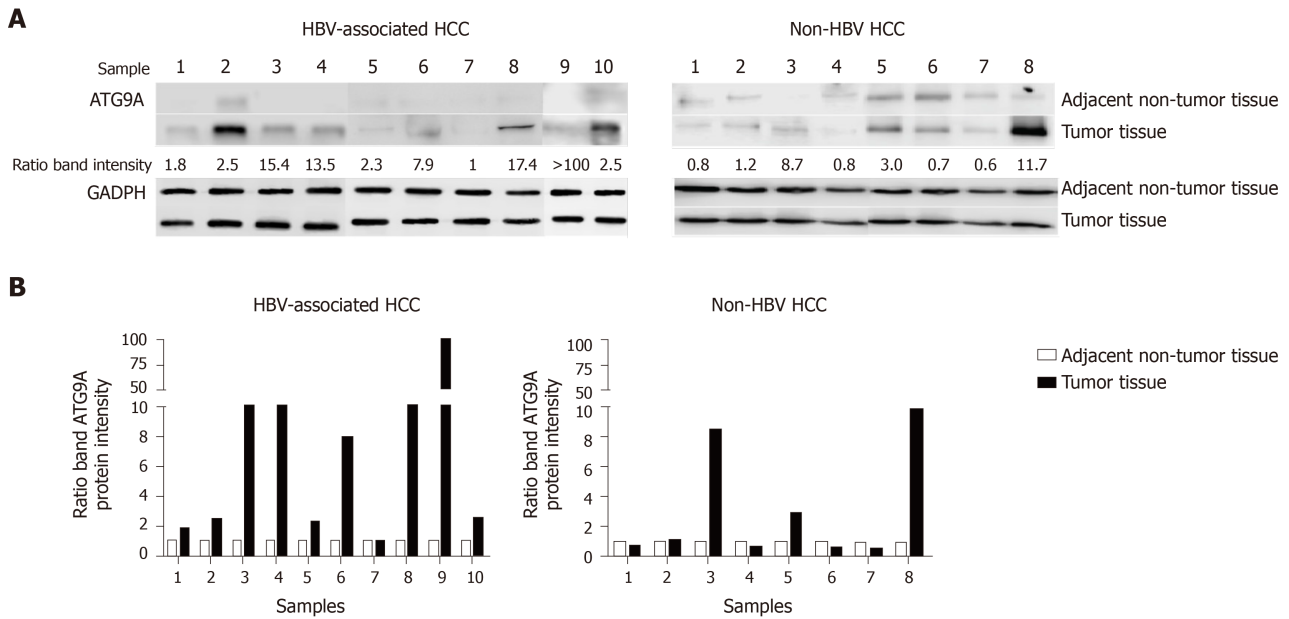 A
HBV-associated HCC
Non-HBV HCC
Sample 1 2 3 4 5 6 7 8 9 10
1 2 3 4 5 6 7 8
ATG9A
Adjacent non-tumor tissue
Tumor tissue
Ratio band intensity 1.8 2.5 15.4 13.5 2.3 7.9 1 17.4 >100 2.5
0.8 1.2 8.7 0.8 3.0 0.7 0.6 11.7
GADPH
Adjacent non-tumor tissue
Tumor tissue
B
HBV-associated HCC
Ratio band ATG9A
protein intensity
100
75
50
10
8
6
4
2
0
1 2 3 4 5 6 7 8 9 10
Samples
Non-HBV HCC
Ratio band ATG9A
protein intensity
100
75
50
10
8
6
4
2
0
1 2 3 4 5 6 7 8
Samples
Adjacent non-tumor tissue
Tumor tissue